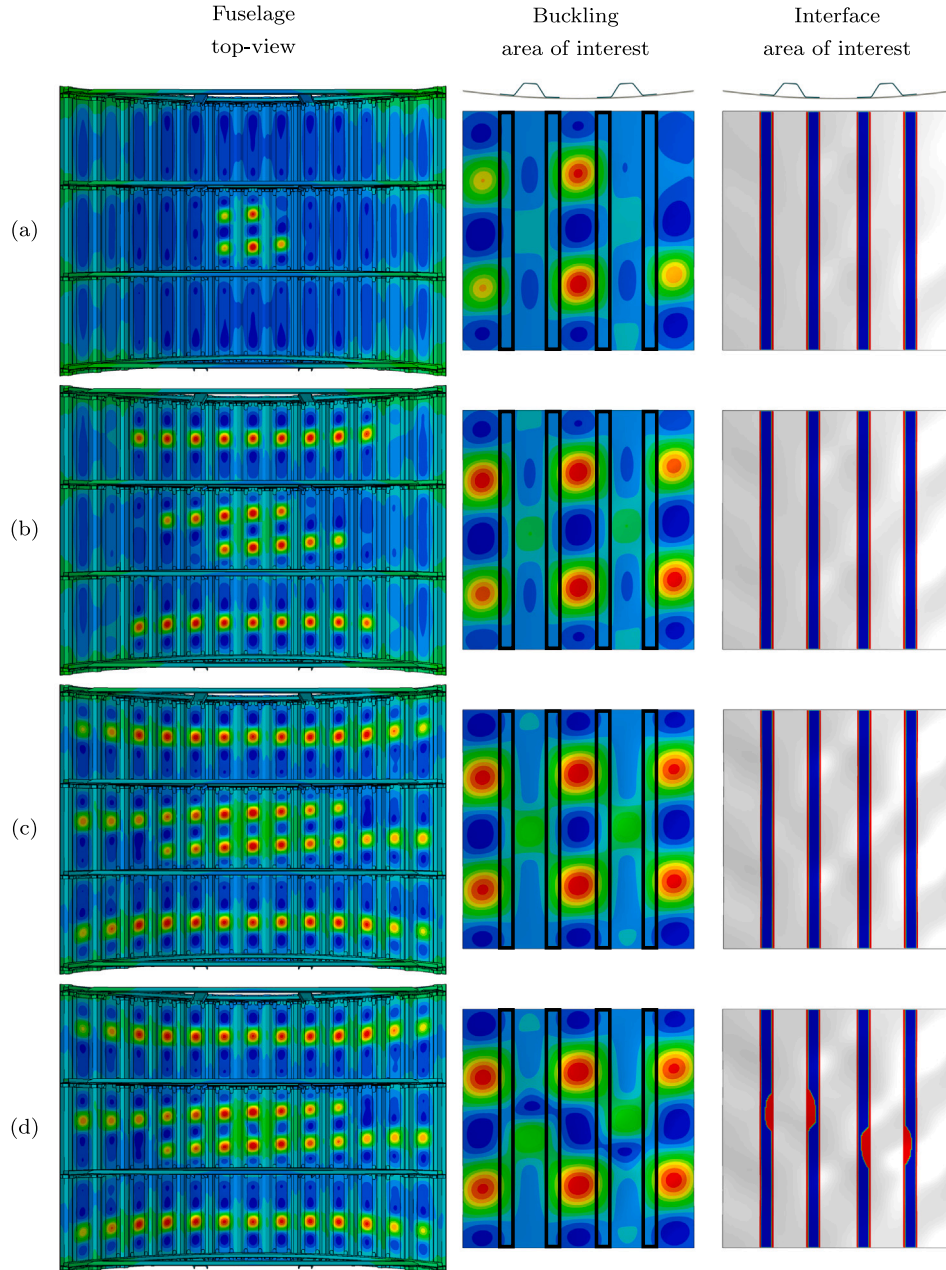 Fuselage
top-view
Buckling
area of interest
Interface
area of interest
(a)
(b)
(c)
(d)